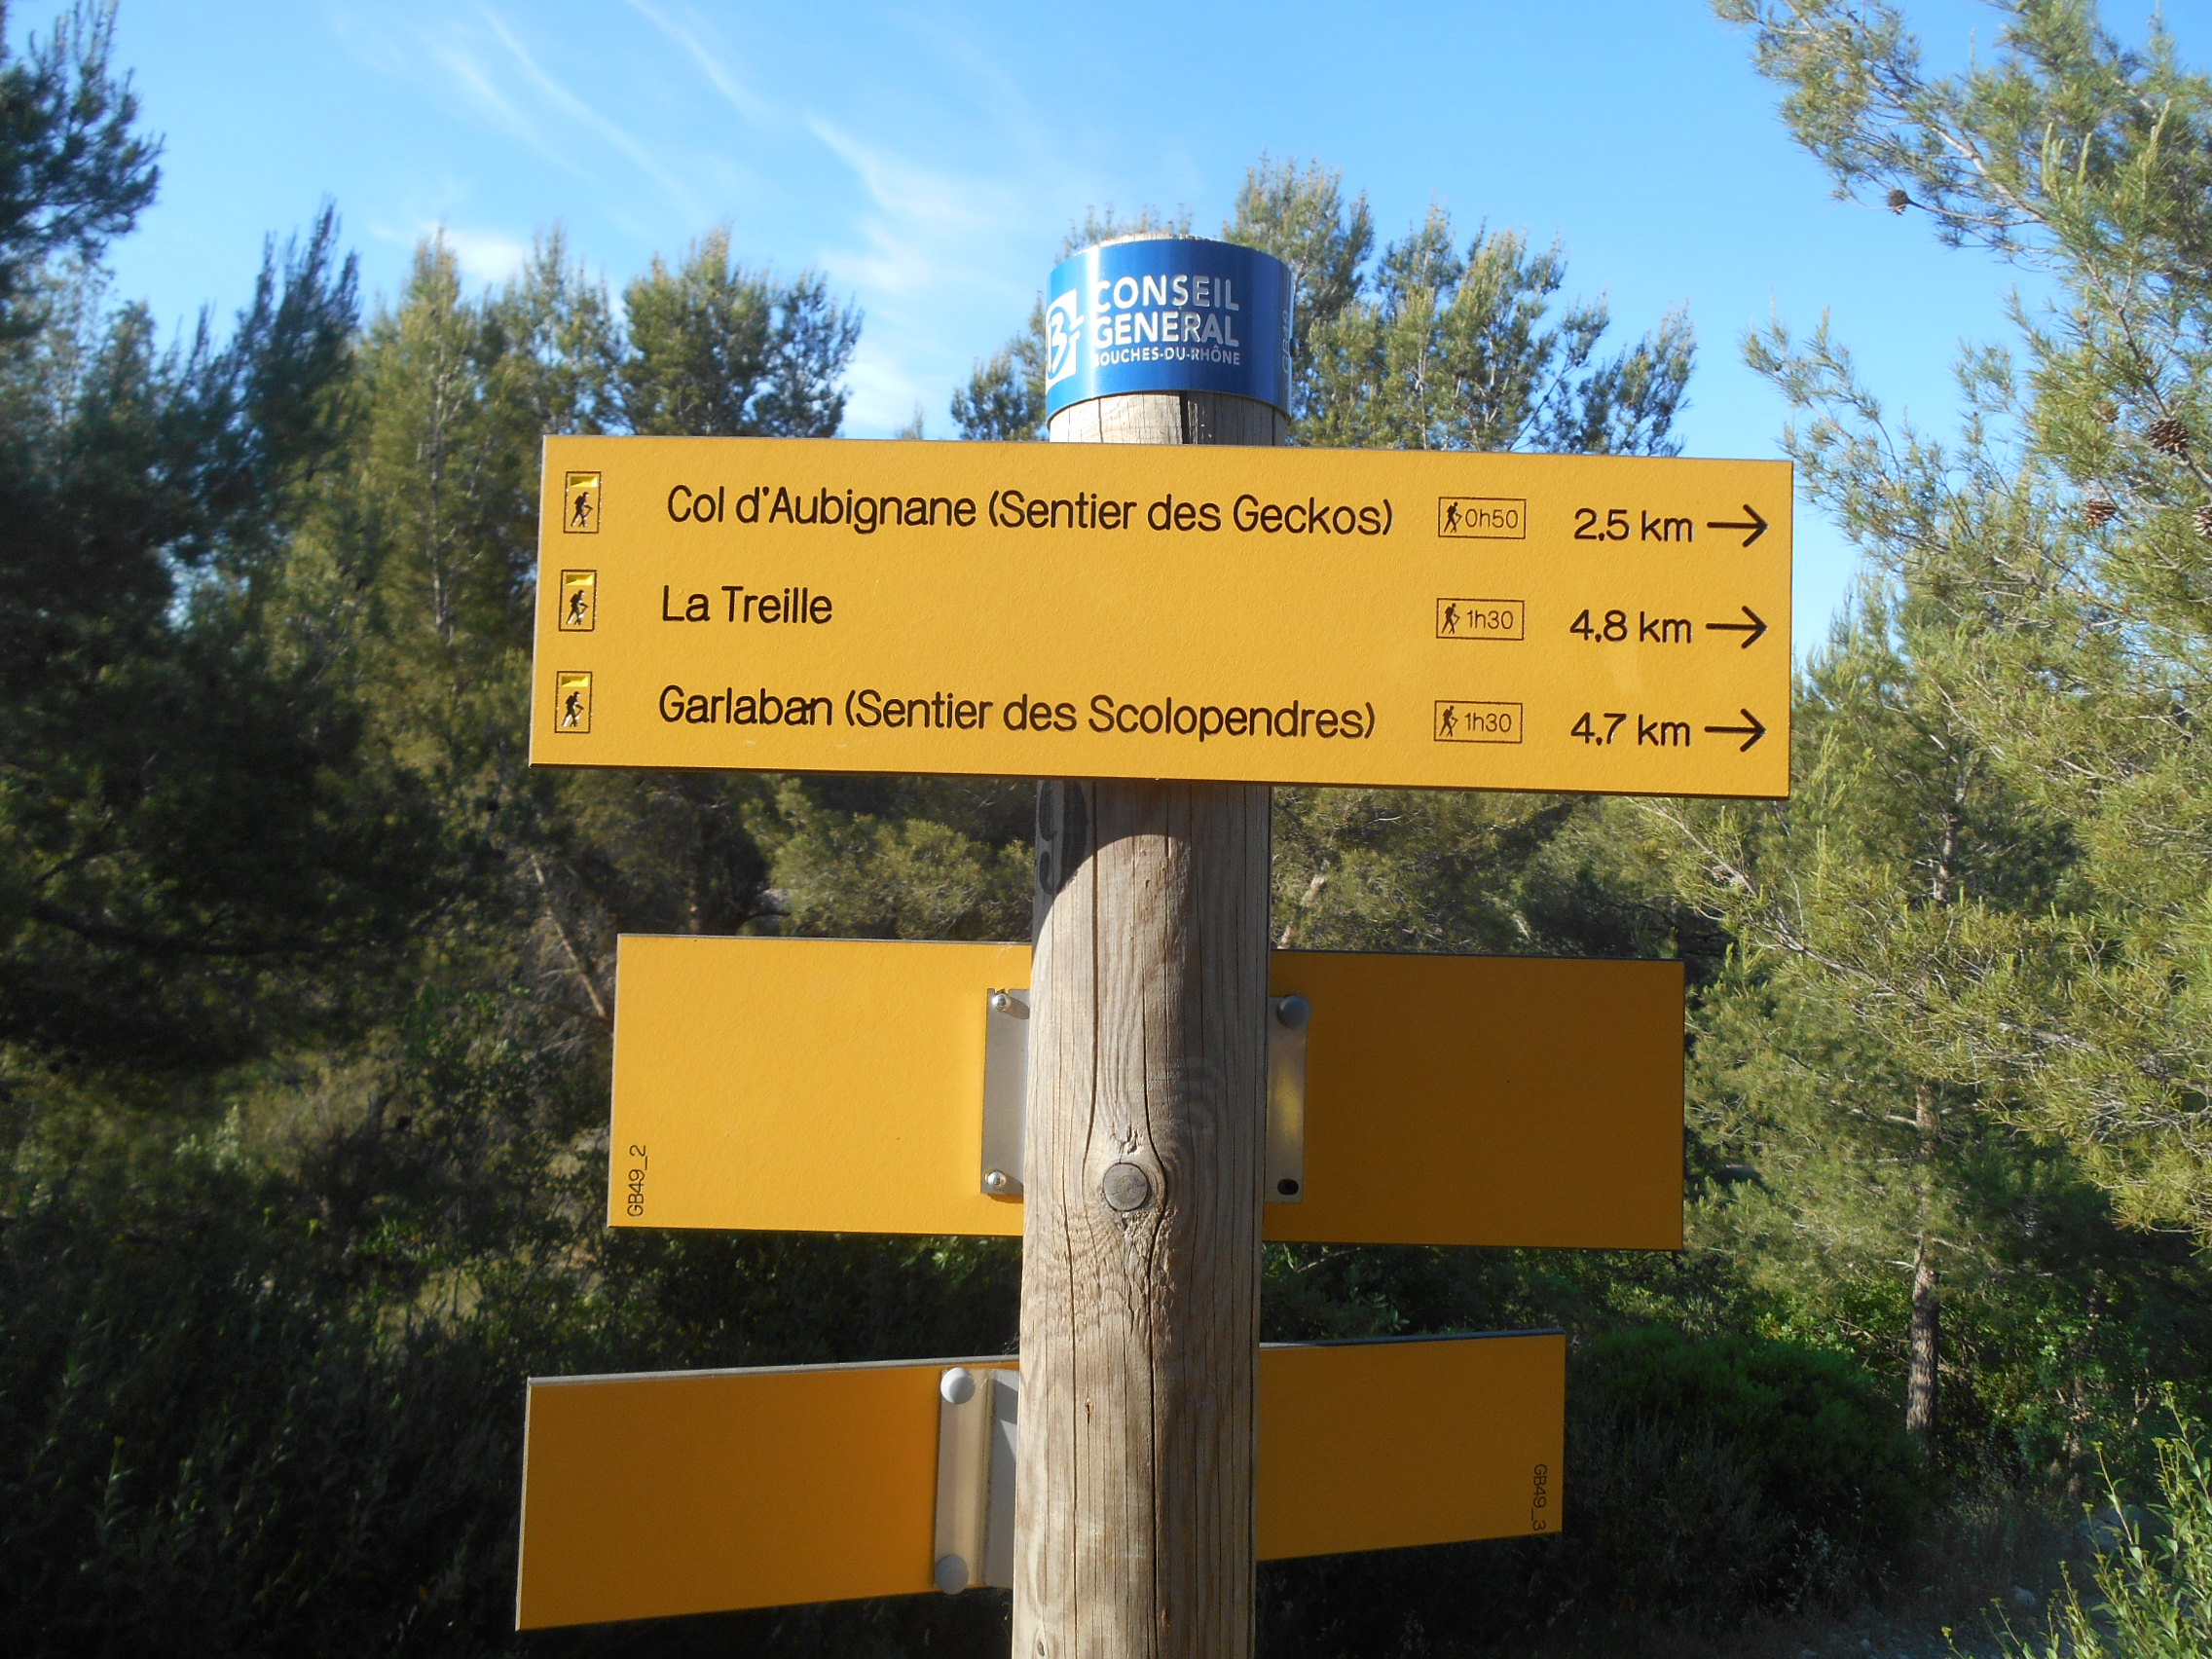 CONSEIL
GENERAL
BOUCHES-DU-RHÔNE
GB49
Col d'Aubignane (Sentier des Geckos) 0h50 2,5 km →
La Treille 1h30 4,8 km →
Garlaban (Sentier des Scolopendres) 1h30 4,7 km →
GB49_2
GB49_3